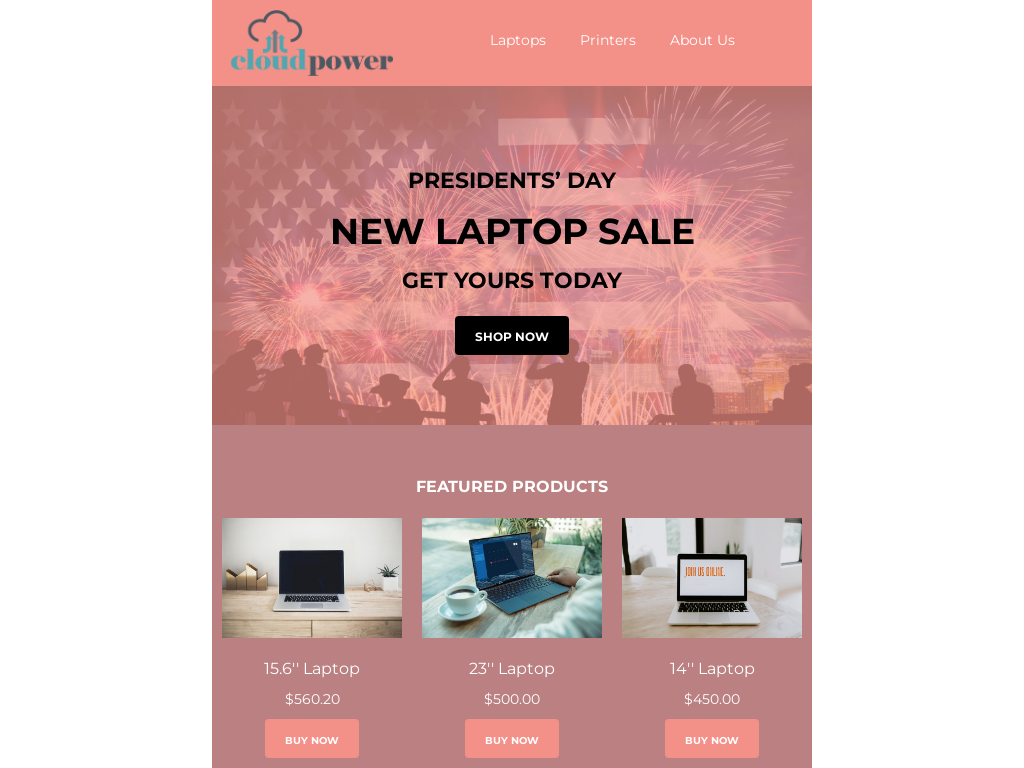 cloudpower
Laptops Printers About Us
PRESIDENTS’ DAY
NEW LAPTOP SALE
GET YOURS TODAY
SHOP NOW
FEATURED PRODUCTS
JOIN US ONLINE.
15.6'' Laptop 23'' Laptop 14'' Laptop
$560.20 $500.00 $450.00
BUY NOW BUY NOW BUY NOW